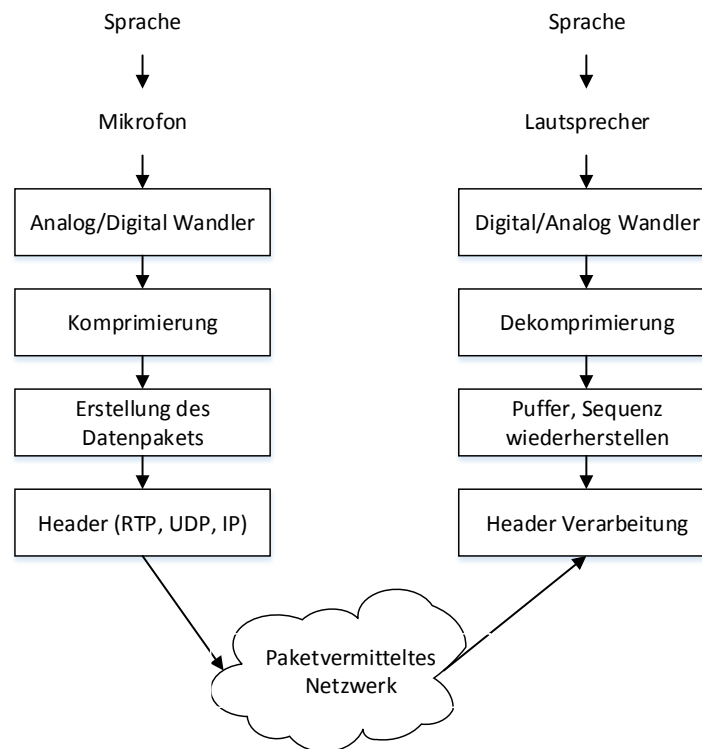 Sprache
Mikrofon
Analog/Digital Wandler
Komprimierung
Erstellung des
Datenpakets
Header (RTP, UDP, IP)
Paketvermitteltes
Netzwerk
Sprache
Lautsprecher
Digital/Analog Wandler
Dekomprimierung
Puffer, Sequenz
wiederherstellen
Header Verarbeitung